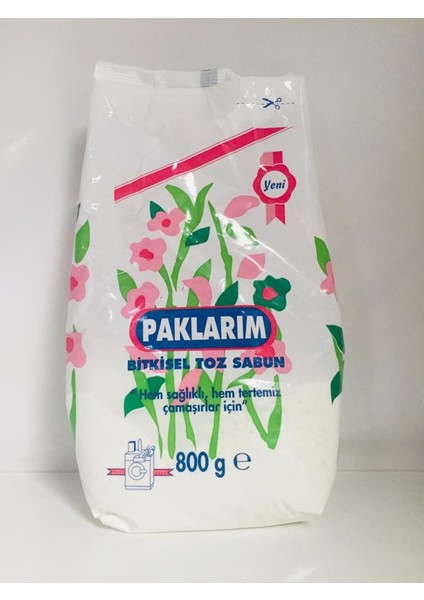 Yeni
PAKLARIM
BİTKİSEL TOZ SABUN
"Hem sağlıklı, hem tertemiz
çamaşırlar için"
800 g ℮